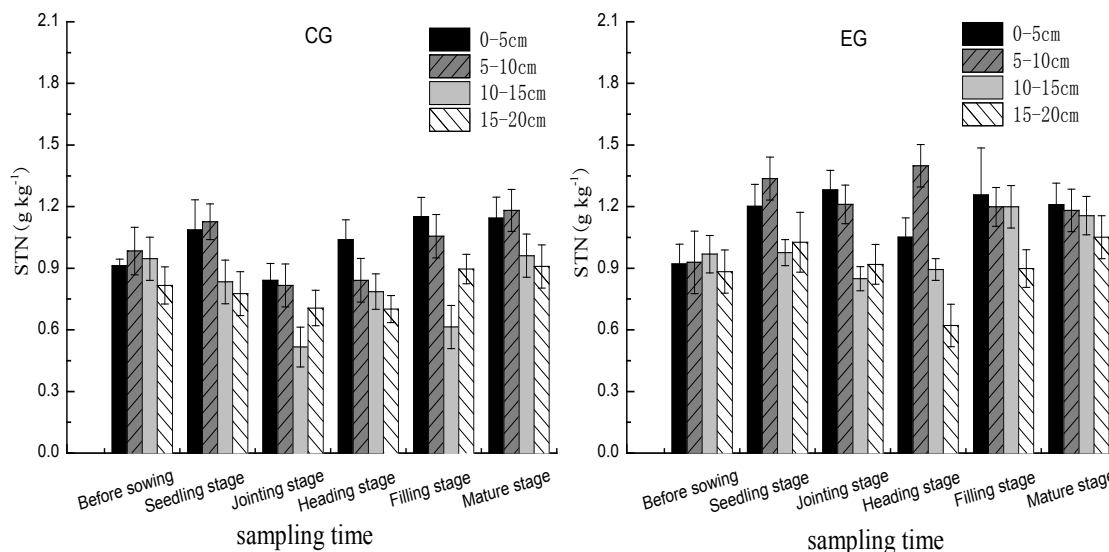 CG
0-5cm
5-10cm
10-15cm
15-20cm
STN (g kg-1)
2.1
1.8
1.5
1.2
0.9
0.6
0.3
0.0
Before sowing
Seedling stage
Jointing stage
Heading stage
Filling stage
Mature stage
sampling time
EG
0-5cm
5-10cm
10-15cm
15-20cm
STN (g kg-1)
2.1
1.8
1.5
1.2
0.9
0.6
0.3
0.0
Before sowing
Seedling stage
Jointing stage
Heading stage
Filling stage
Mature stage
sampling time